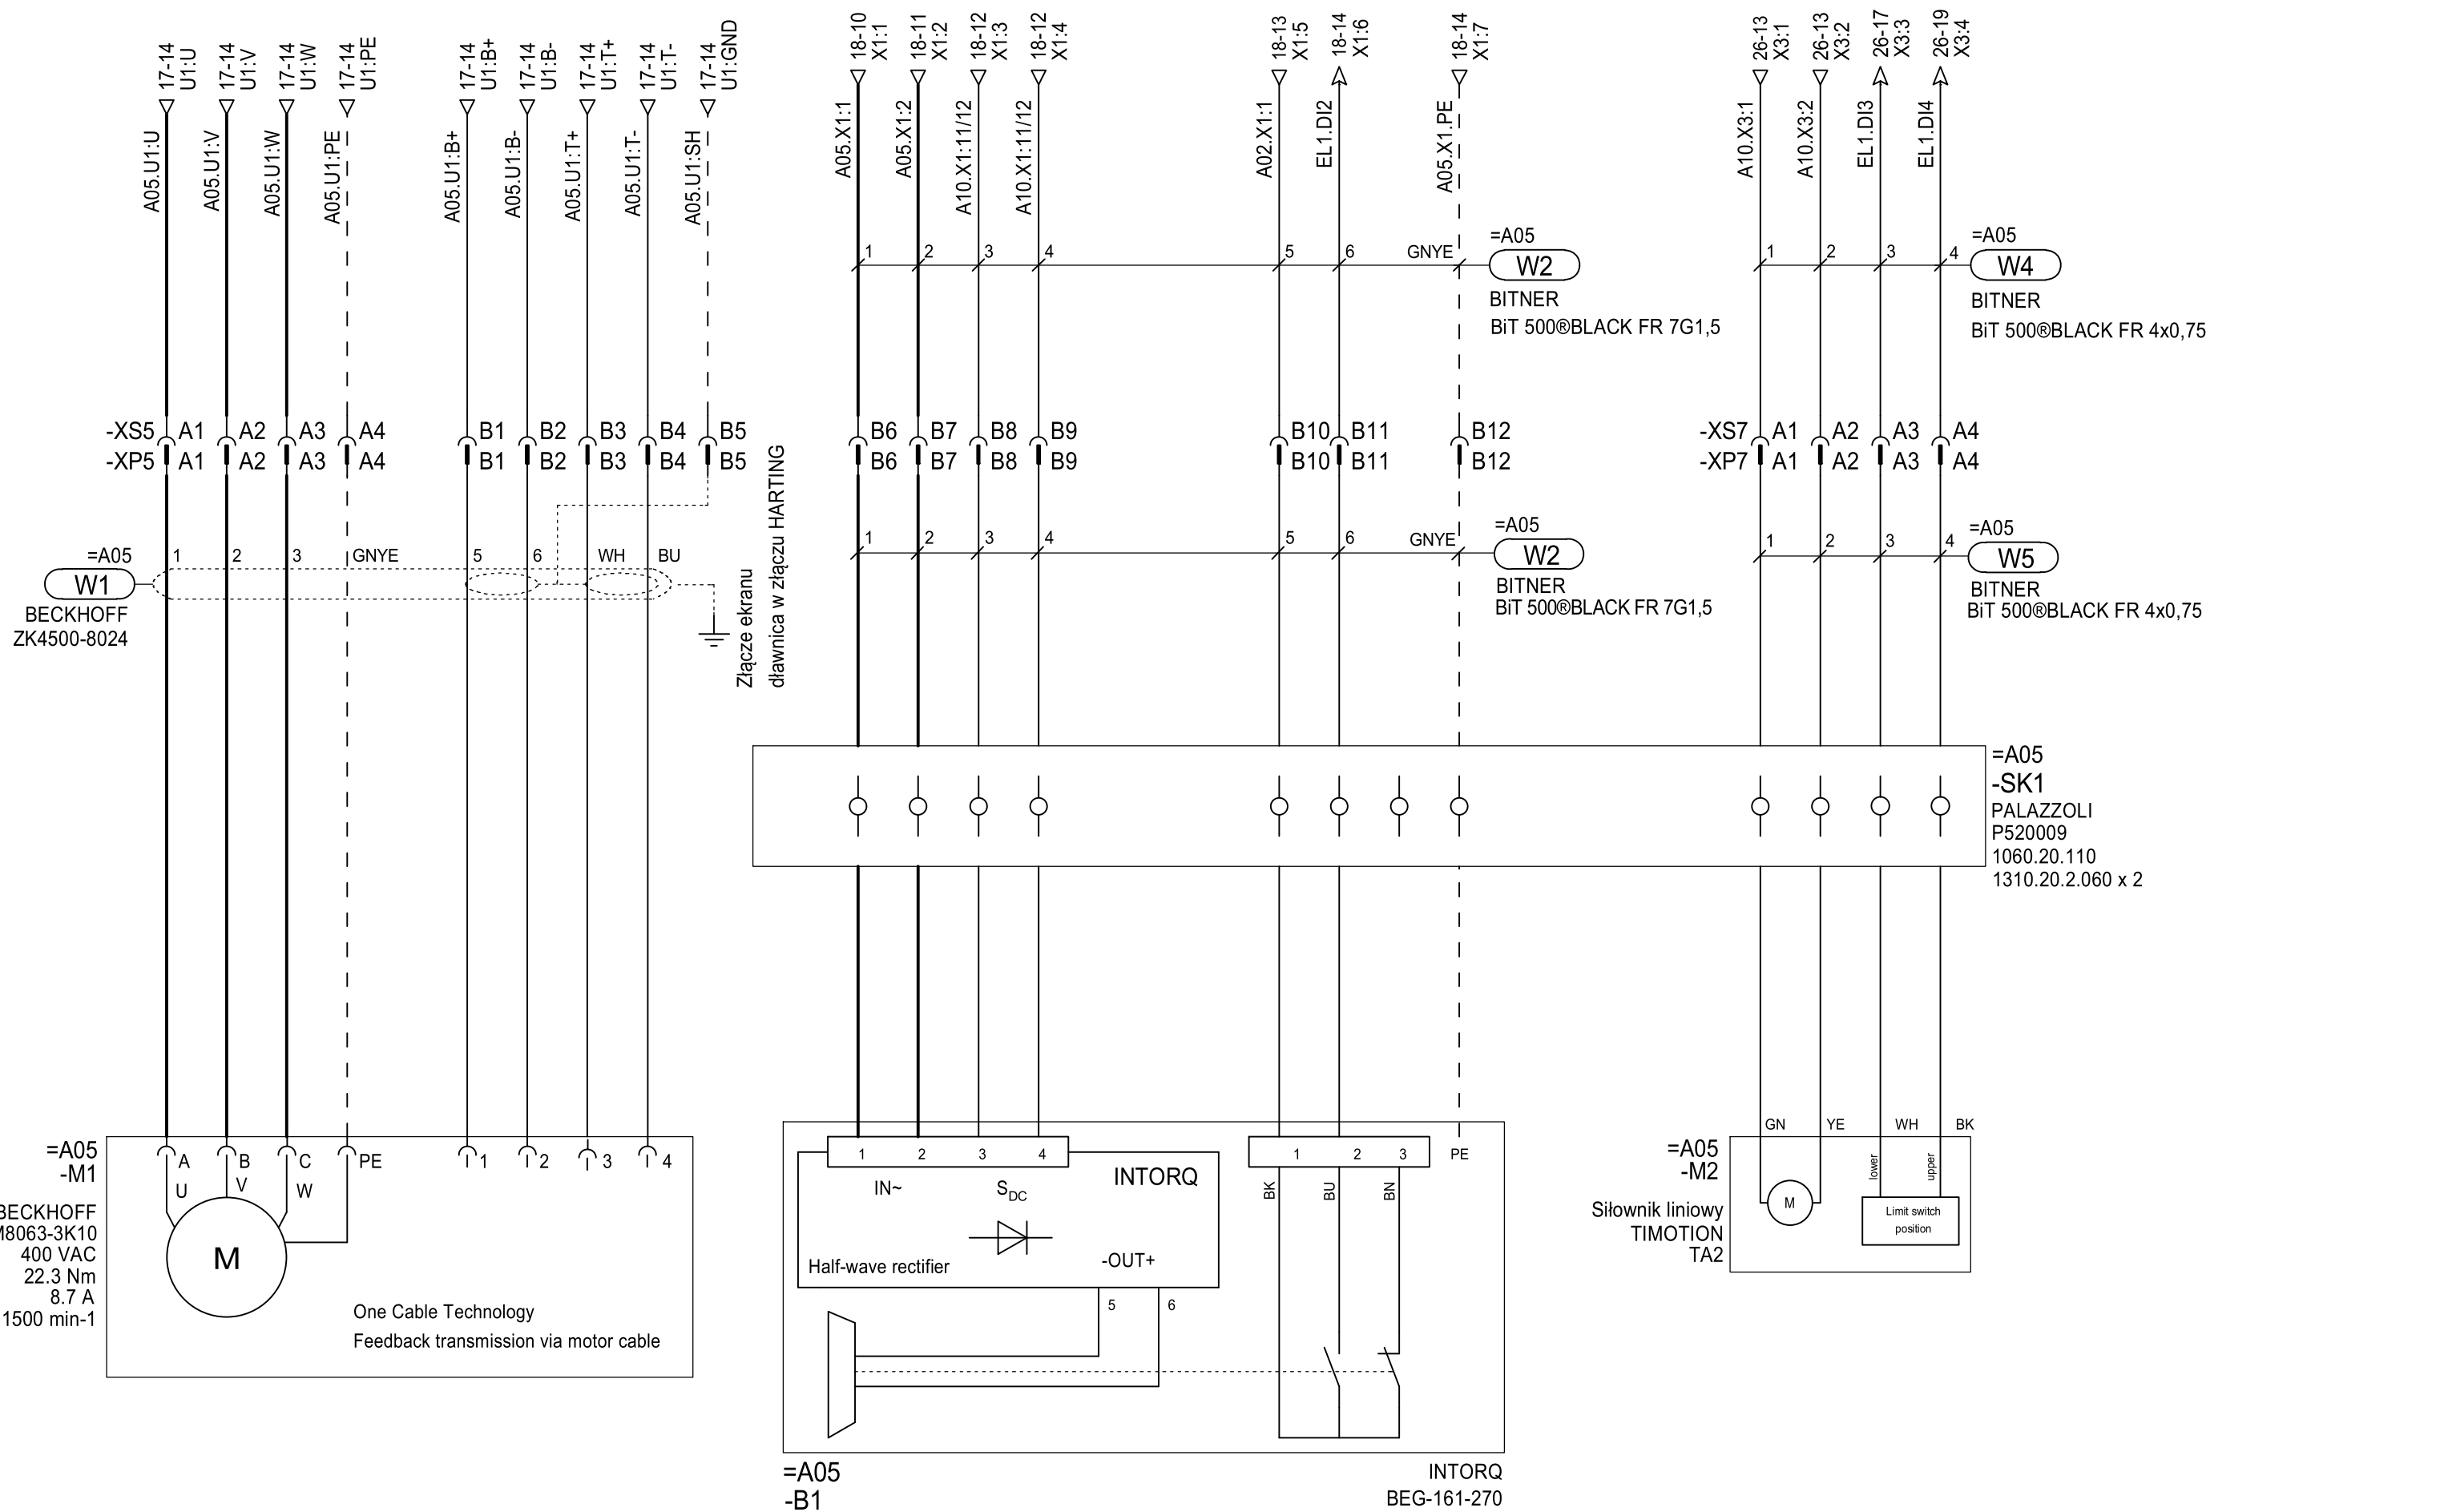 17-14
U1:U
17-14
U1:V
17-14
U1:W
17-14
U1:PE
17-14
U1:B+
17-14
U1:B-
17-14
U1:T+
17-14
U1:T-
17-14
U1:GND
18-10
X1:1
18-11
X1:2
18-12
X1:3
18-12
X1:4
18-13
X1:5
18-14
X1:6
18-14
X1:7
26-13
X3:1
26-13
X3:2
26-17
X3:3
26-19
X3:4
A05.U1:U
A05.U1:V
A05.U1:W
A05.U1:PE
A05.U1:B+
A05.U1:B-
A05.U1:T+
A05.U1:T-
A05.U1:SH
A05.X1:1
A05.X1:2
A10.X1:11/12
A10.X1:11/12
A02.X1:1
EL1.DI2
A05.X1.PE
A10.X3:1
A10.X3:2
EL1.DI3
EL1.DI4
1 2 3 4 5 6 GNYE
=A05
W2
BITNER
BiT 500®BLACK FR 7G1,5
1 2 3 4
=A05
W4
BITNER
BiT 500®BLACK FR 4x0,75
-XS5 A1 A2 A3 A4 B1 B2 B3 B4 B5 B6 B7 B8 B9 B10 B11 B12
-XP5 A1 A2 A3 A4 B1 B2 B3 B4 B5 B6 B7 B8 B9 B10 B11 B12
-XS7 A1 A2 A3 A4
-XP7 A1 A2 A3 A4
=A05 1 2 3 GNYE 5 6 WH BU
W1
BECKHOFF
ZK4500-8024
Złącze ekranu
dławnica w złączu HARTING
1 2 3 4 5 6 GNYE
=A05
W2
BITNER
BiT 500®BLACK FR 7G1,5
1 2 3 4
=A05
W5
BITNER
BiT 500®BLACK FR 4x0,75
=A05
-SK1
PALAZZOLI
P520009
1060.20.110
1310.20.2.060 x 2
=A05
-M1
A B C PE 1 2 3 4
U V W
M
BECKHOFF
M8063-3K10
400 VAC
22.3 Nm
8.7 A
1500 min-1
One Cable Technology
Feedback transmission via motor cable
1 2 3 4
IN~ SDC
INTORQ
Half-wave rectifier
-OUT+
5 6
1 2 3 PE
BK BU BN
=A05
-B1
INTORQ
BEG-161-270
GN YE WH BK
=A05
-M2
lower upper
M
Limit switch
position
Siłownik liniowy
TIMOTION
TA2